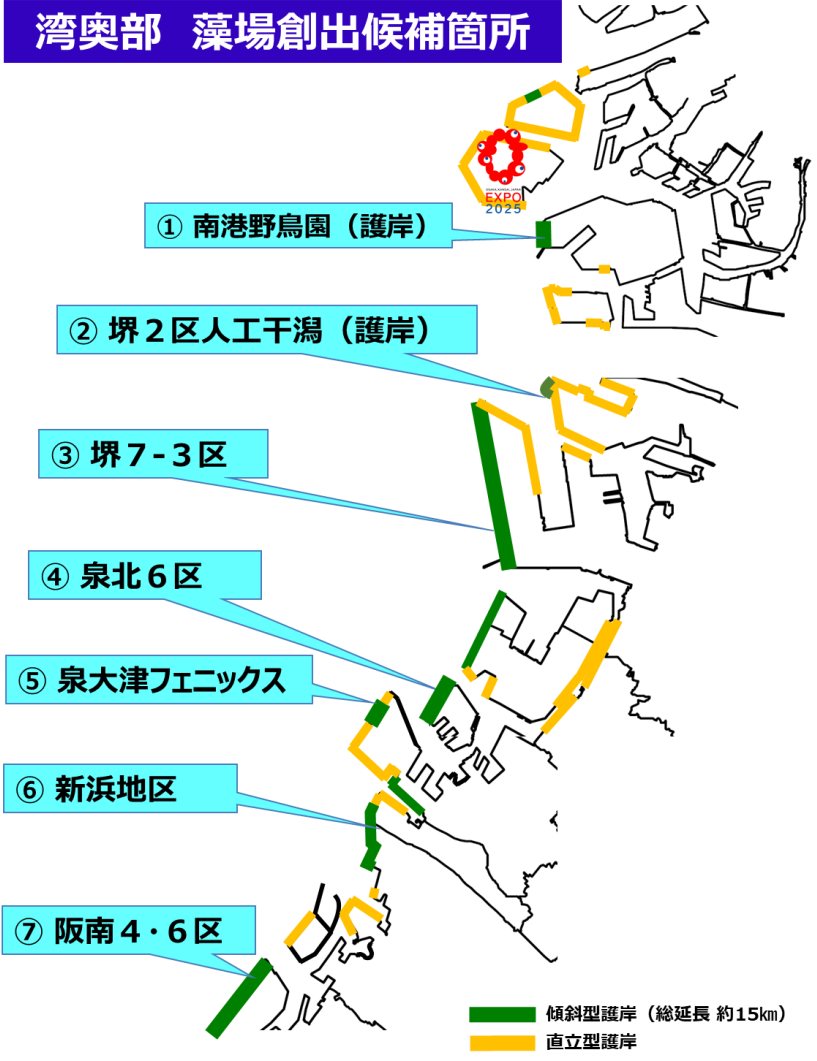 湾奥部 藻場創出候補箇所
OSAKA, KANSAI, JAPAN
EXPO
2025
① 南港野鳥園（護岸）
② 堺２区人工干潟（護岸）
③ 堺７-３区
④ 泉北６区
⑤ 泉大津フェニックス
⑥ 新浜地区
⑦ 阪南４・６区
傾斜型護岸（総延長 約15㎞）
直立型護岸